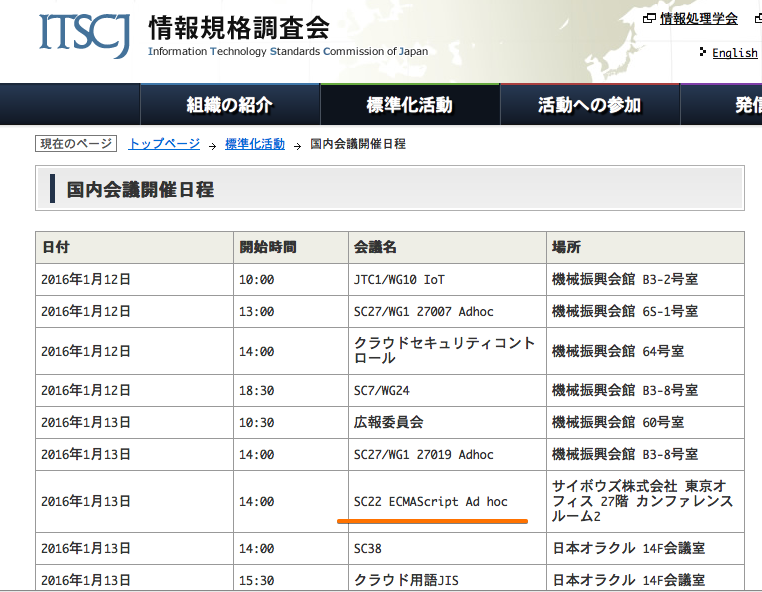 ITSCJ 情報規格調査会
Information Technology Standards Commission of Japan
情報処理学会
English
組織の紹介 標準化活動 活動への参加 発信
現在のページ トップページ → 標準化活動 → 国内会議開催日程
国内会議開催日程
日付 開始時間 会議名 場所
2016年1月12日 10:00 JTC1/WG10 IoT 機械振興会館 B3-2号室
2016年1月12日 13:00 SC27/WG1 27007 Adhoc 機械振興会館 6S-1号室
2016年1月12日 14:00 クラウドセキュリティコント
ロール 機械振興会館 64号室
2016年1月12日 18:30 SC7/WG24 機械振興会館 B3-8号室
2016年1月13日 10:30 広報委員会 機械振興会館 60号室
2016年1月13日 14:00 SC27/WG1 27019 Adhoc 機械振興会館 B3-8号室
2016年1月13日 14:00 SC22 ECMAScript Ad hoc サイボウズ株式会社 東京オ
フィス 27階 カンファレンス
ルーム2
2016年1月13日 14:00 SC38 日本オラクル 14F会議室
2016年1月13日 15:30 クラウド用語JIS 日本オラクル 14F会議室